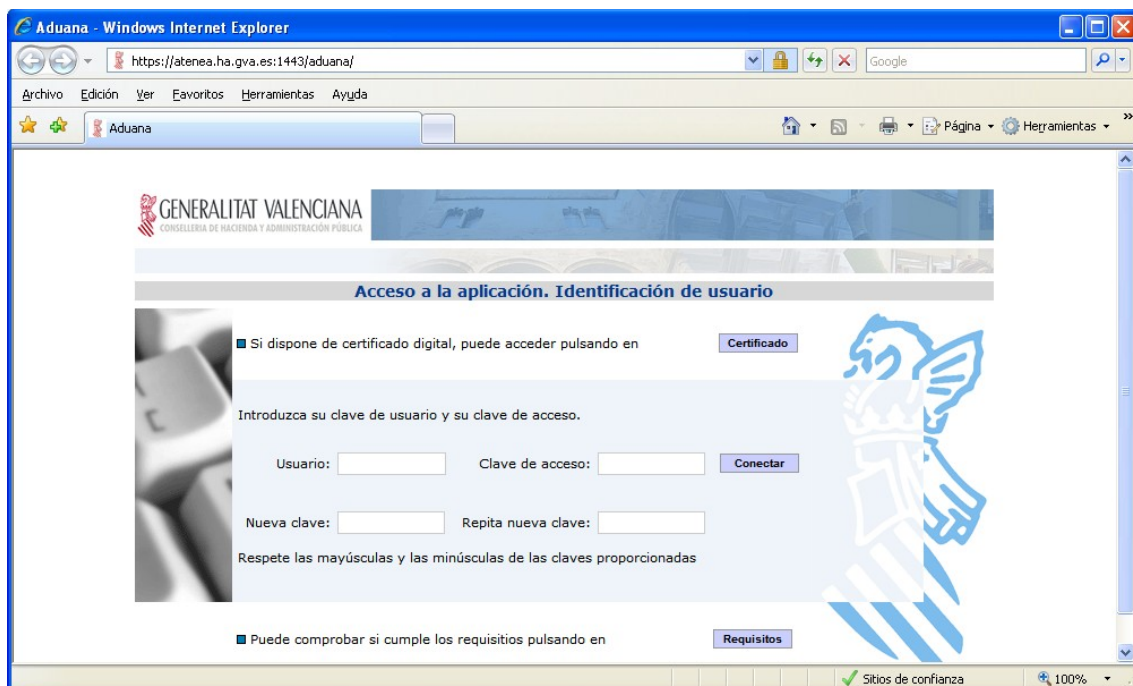 Aduana - Windows Internet Explorer
https://atenea.ha.gva.es:1443/aduana/
Google
Archivo Edición Ver Favoritos Herramientas Ayuda
Aduana
Página
Herramientas
GENERALITAT VALENCIANA
CONSELLERIA DE HACIENDA Y ADMINISTRACIÓN PÚBLICA
Acceso a la aplicación. Identificación de usuario
Si dispone de certificado digital, puede acceder pulsando en Certificado
Introduzca su clave de usuario y su clave de acceso.
Usuario: Clave de acceso: Conectar
Nueva clave: Repita nueva clave:
Respete las mayúsculas y las minúsculas de las claves proporcionadas
Puede comprobar si cumple los requisitios pulsando en Requisitos
Sitios de confianza 100%